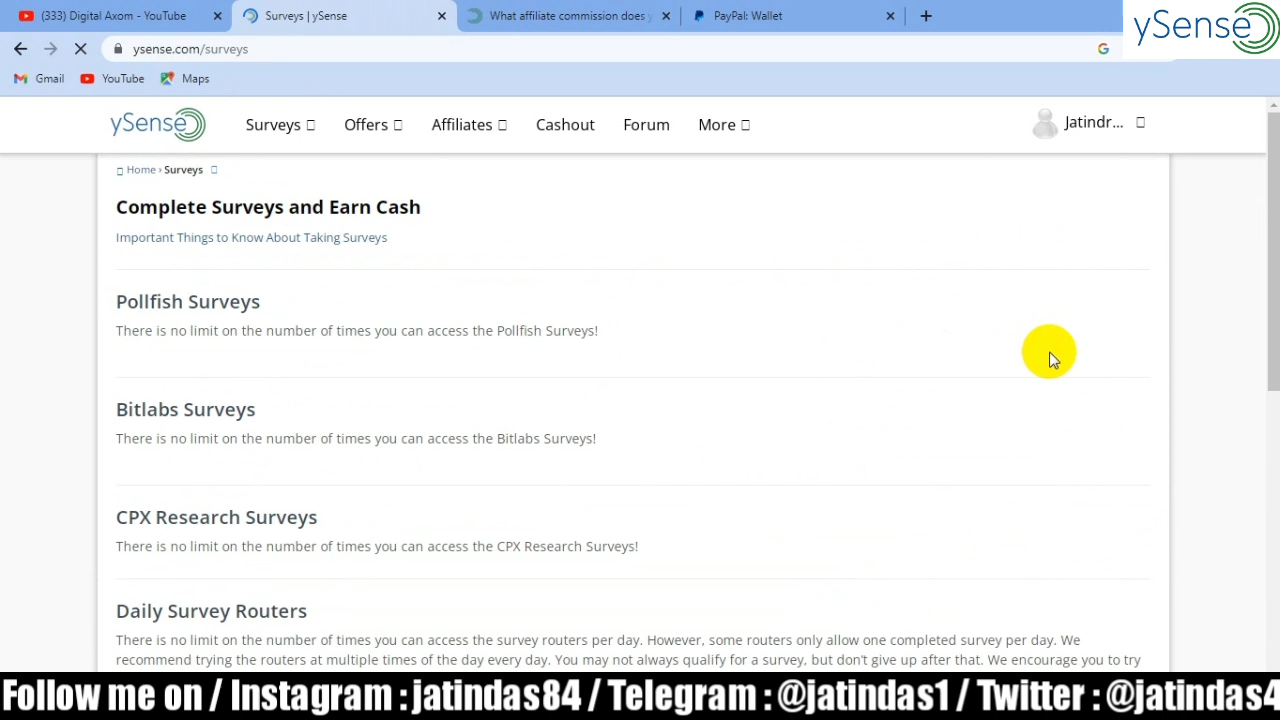 (333) Digital Axom - YouTube
Surveys | ySense
What affiliate commission does y
PayPal: Wallet
ySense
ysense.com/surveys
Gmail
YouTube
Maps
ySense
Surveys
Offers
Affiliates
Cashout
Forum
More
Jatindr...
Home › Surveys
Complete Surveys and Earn Cash
Important Things to Know About Taking Surveys
Pollfish Surveys
There is no limit on the number of times you can access the Pollfish Surveys!
Bitlabs Surveys
There is no limit on the number of times you can access the Bitlabs Surveys!
CPX Research Surveys
There is no limit on the number of times you can access the CPX Research Surveys!
Daily Survey Routers
There is no limit on the number of times you can access the survey routers per day. However, some routers only allow one completed survey per day. We
recommend trying the routers at multiple times of the day every day. You may not always qualify for a survey, but don't give up after that. We encourage you to try
Follow me on / Instagram : jatindas84 / Telegram : @jatindas1 / Twitter : @jatindas4